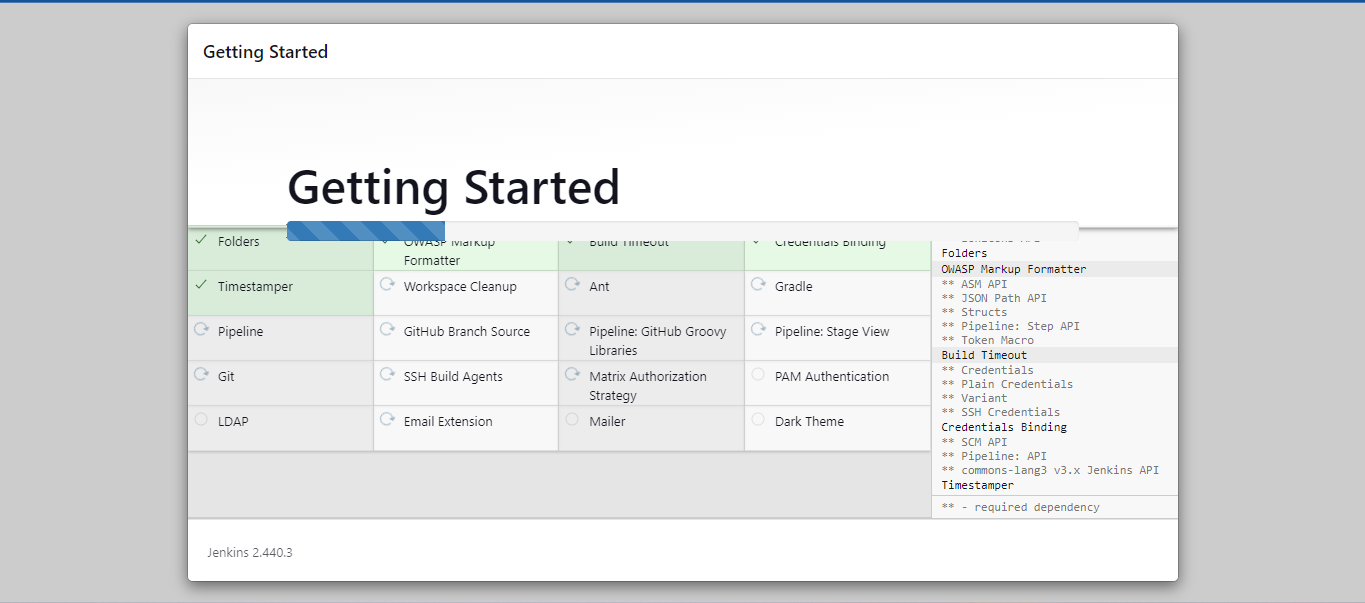 Getting Started
Getting Started
Folders
OWASP Markup
Formatter
Build Timeout
Credentials Binding
Timestamper
Workspace Cleanup
Ant
Gradle
Pipeline
GitHub Branch Source
Pipeline: GitHub Groovy
Libraries
Pipeline: Stage View
Git
SSH Build Agents
Matrix Authorization
Strategy
PAM Authentication
LDAP
Email Extension
Mailer
Dark Theme
Folders
OWASP Markup Formatter
** ASM API
** JSON Path API
** Structs
** Pipeline: Step API
** Token Macro
Build Timeout
** Credentials
** Plain Credentials
** Variant
** SSH Credentials
Credentials Binding
** SCM API
** Pipeline: API
** commons-lang3 v3.x Jenkins API
Timestamper
** - required dependency
Jenkins 2.440.3